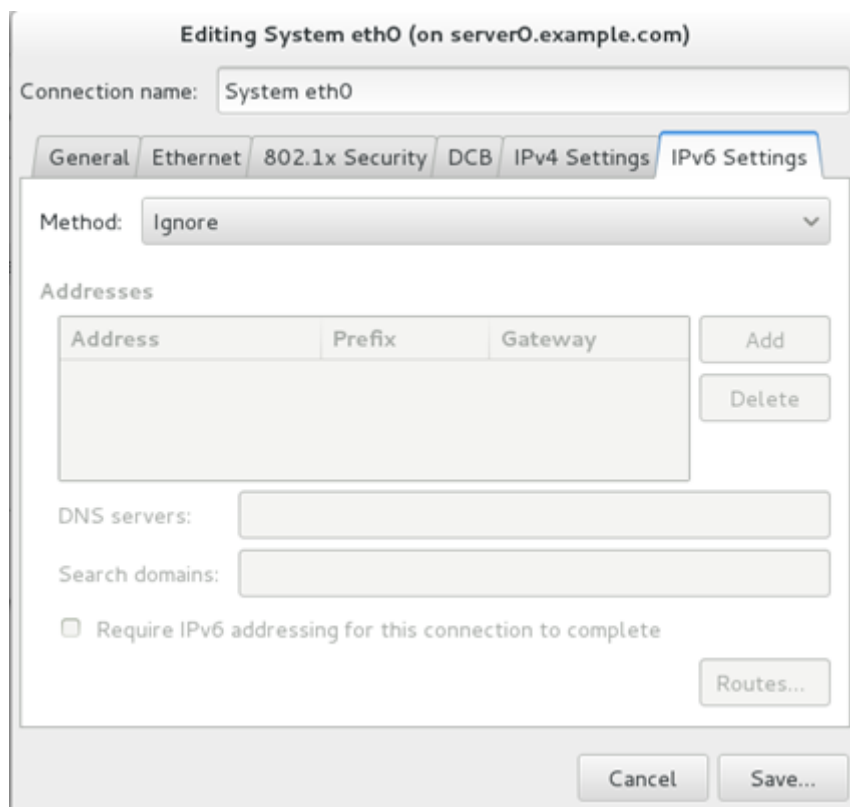 Editing System eth0 (on server0.example.com)
Connection name: System eth0
General Ethernet 802.1x Security DCB IPv4 Settings IPv6 Settings
Method: Ignore
Addresses
Address Prefix Gateway Add
Delete
DNS servers:
Search domains:
Require IPv6 addressing for this connection to complete
Routes...
Cancel Save...